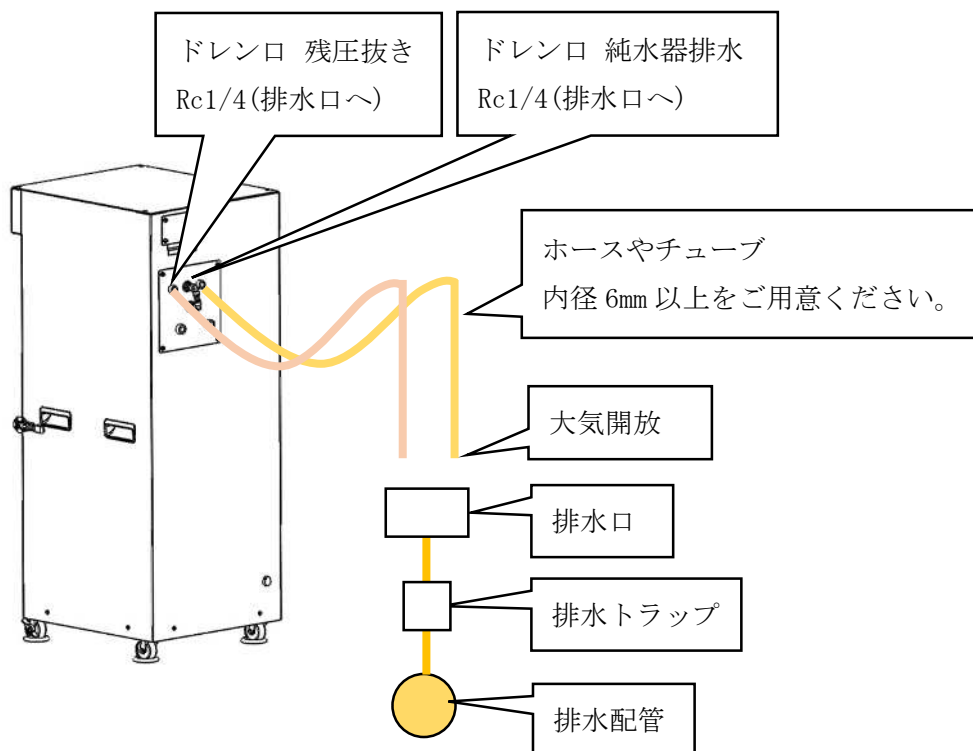 ドレン口 残圧抜き
Rc1/4(排水口へ)
ドレン口 純水器排水
Rc1/4(排水口へ)
ホースやチューブ
内径 6mm 以上をご用意ください。
大気開放
排水口
排水トラップ
排水配管